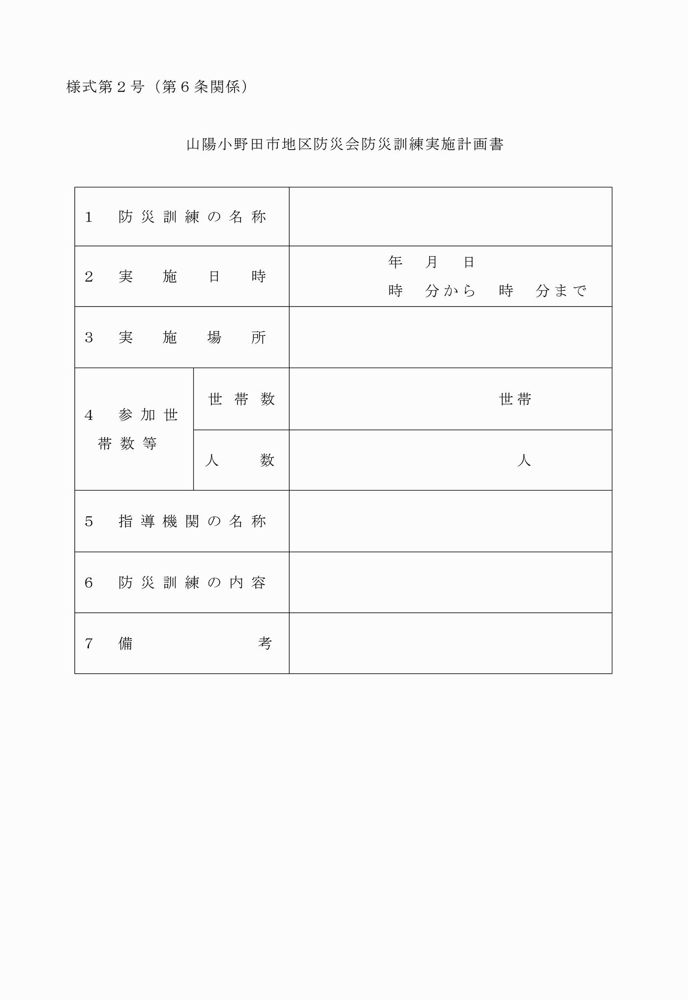 様式第２号（第６条関係）
山陽小野田市地区防災会防災訓練実施計画書
１　防災訓練の名称
２　実施日時
年　月　日
時　分から　時　分まで
３　実施場所
４　参加世
帯数等
世帯数
世帯
人数
人
５　指導機関の名称
６　防災訓練の内容
７　備考